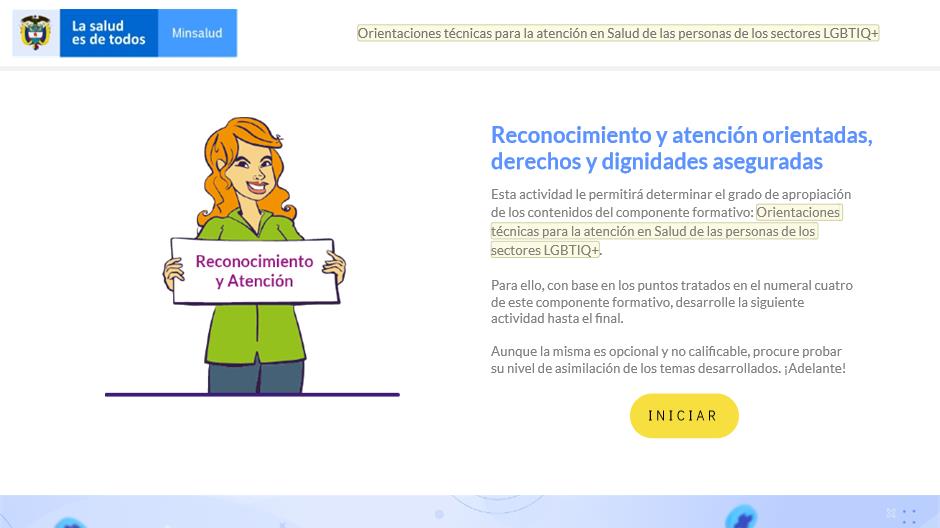 La salud
es de todos
Minsalud
Orientaciones técnicas para la atención en Salud de las personas de los sectores LGBTIQ+
Reconocimiento
y Atención
Reconocimiento y atención orientadas,
derechos y dignidades aseguradas
Esta actividad le permitirá determinar el grado de apropiación
de los contenidos del componente formativo: Orientaciones
técnicas para la atención en Salud de las personas de los
sectores LGBTIQ+.
Para ello, con base en los puntos tratados en el numeral cuatro
de este componente formativo, desarrolle la siguiente
actividad hasta el final.
Aunque la misma es opcional y no calificable, procure probar
su nivel de asimilación de los temas desarrollados. ¡Adelante!
INICIAR